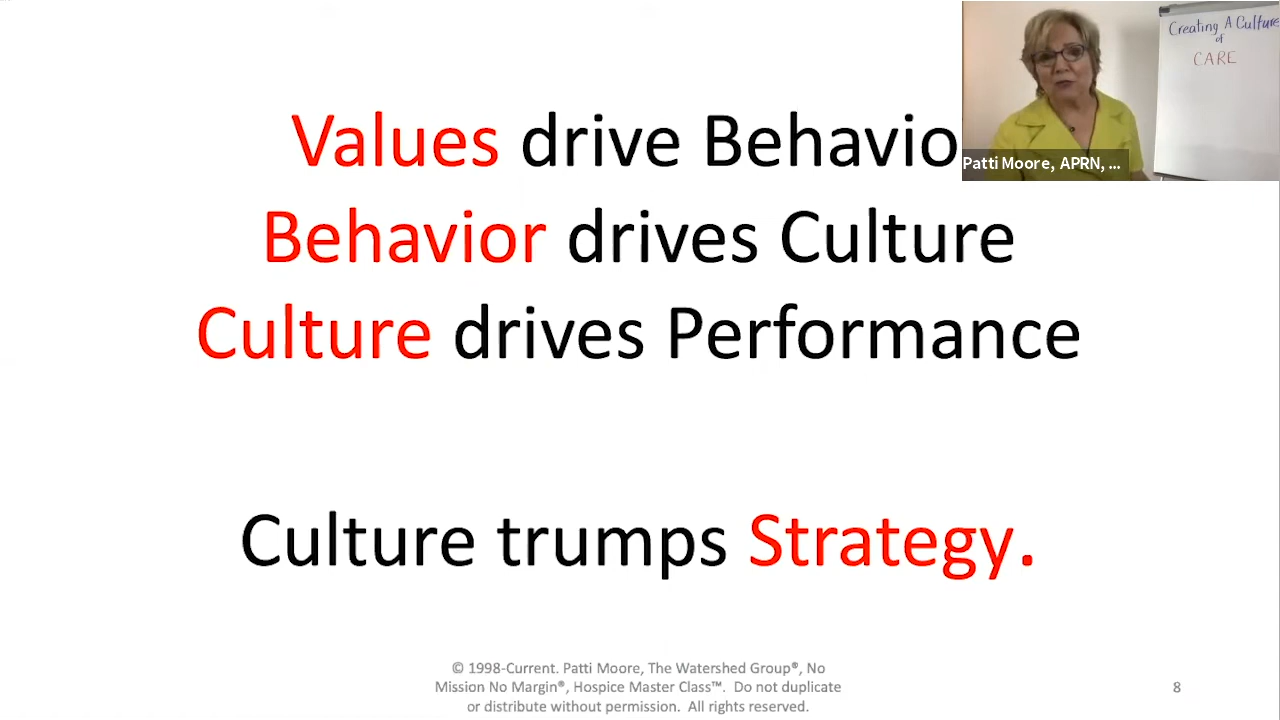 Creating A Culture
of
CARE
Values drive Behavio
Patti Moore, APRN, ...
Behavior drives Culture
Culture drives Performance
Culture trumps Strategy.
© 1998-Current. Patti Moore, The Watershed Group®, No
Mission No Margin®, Hospice Master Class™. Do not duplicate
or distribute without permission. All rights reserved.
8